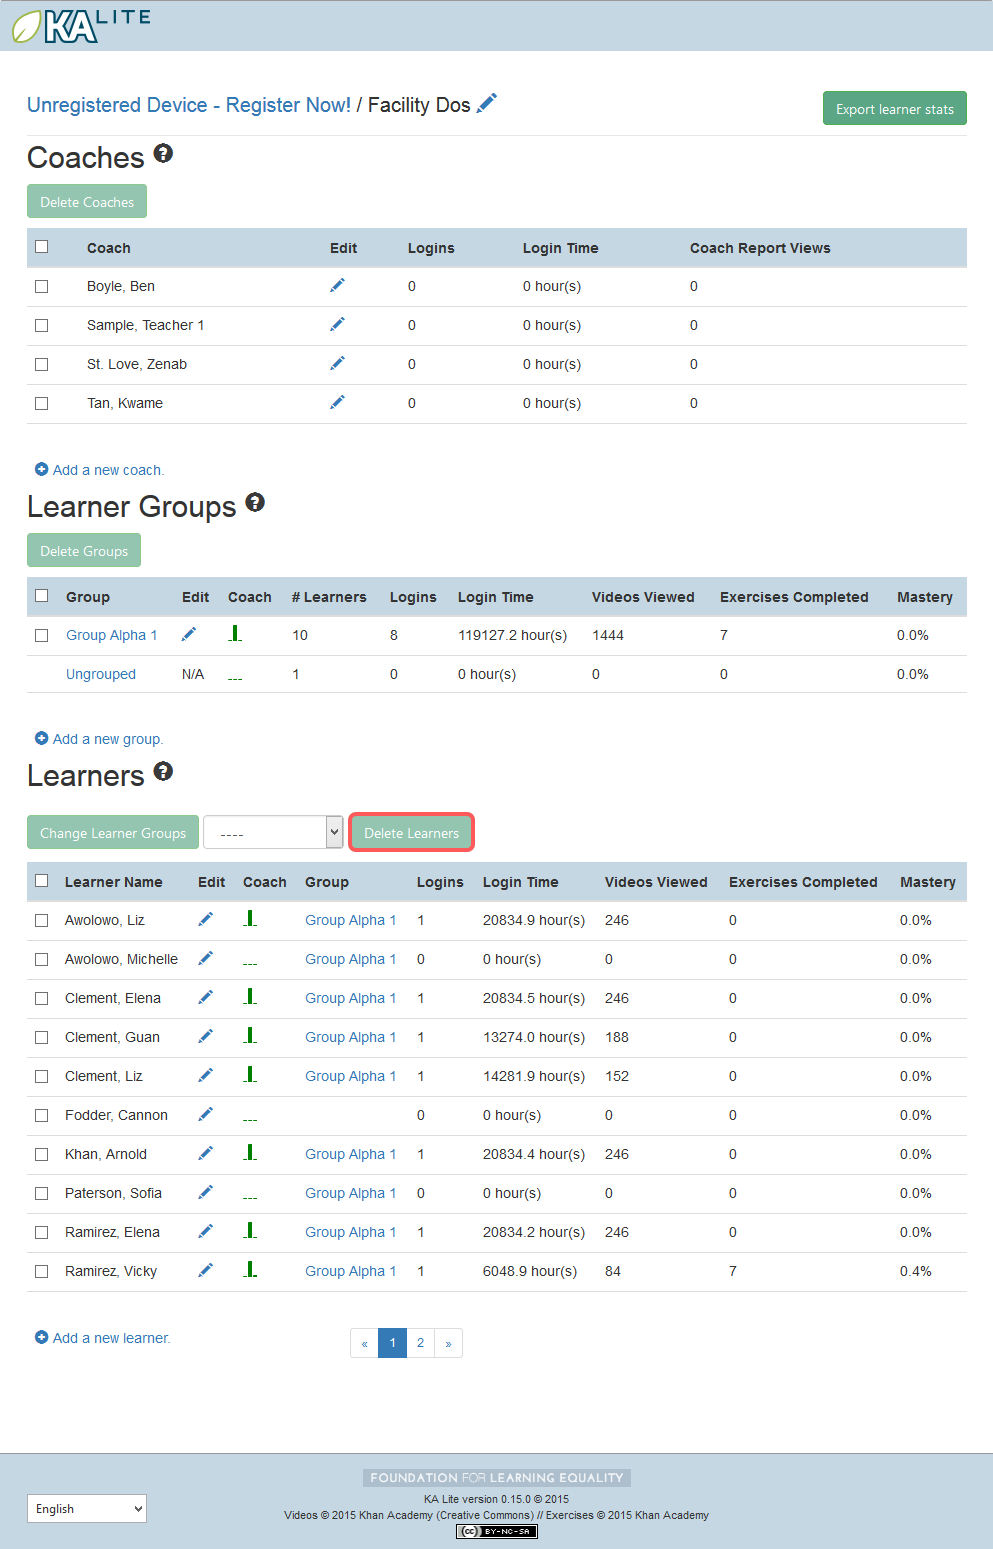 KA LITE
Unregistered Device - Register Now! / Facility Dos
Export learner stats
Coaches ?
Delete Coaches
Coach Edit Logins Login Time Coach Report Views
Boyle, Ben 0 0 hour(s) 0
Sample, Teacher 1 0 0 hour(s) 0
St. Love, Zenab 0 0 hour(s) 0
Tan, Kwame 0 0 hour(s) 0
Add a new coach.
Learner Groups ?
Delete Groups
Group Edit Coach # Learners Logins Login Time Videos Viewed Exercises Completed Mastery
Group Alpha 1 10 8 119127.2 hour(s) 1444 7 0.0%
Ungrouped N/A 1 0 0 hour(s) 0 0 0.0%
Add a new group.
Learners ?
Change Learner Groups ---- Delete Learners
Learner Name Edit Coach Group Logins Login Time Videos Viewed Exercises Completed Mastery
Awolowo, Liz Group Alpha 1 1 20834.9 hour(s) 246 0 0.0%
Awolowo, Michelle Group Alpha 1 0 0 hour(s) 0 0 0.0%
Clement, Elena Group Alpha 1 1 20834.5 hour(s) 246 0 0.0%
Clement, Guan Group Alpha 1 1 13274.0 hour(s) 188 0 0.0%
Clement, Liz Group Alpha 1 1 14281.9 hour(s) 152 0 0.0%
Fodder, Cannon 0 0 hour(s) 0 0 0.0%
Khan, Arnold Group Alpha 1 1 20834.4 hour(s) 246 0 0.0%
Paterson, Sofia Group Alpha 1 0 0 hour(s) 0 0 0.0%
Ramirez, Elena Group Alpha 1 1 20834.2 hour(s) 246 0 0.0%
Ramirez, Vicky Group Alpha 1 1 6048.9 hour(s) 84 7 0.4%
Add a new learner. « 1 2 »
FOUNDATION FOR LEARNING EQUALITY
English
KA Lite version 0.15.0 © 2015
Videos © 2015 Khan Academy (Creative Commons) // Exercises © 2015 Khan Academy
(cc) BY-NC-SA